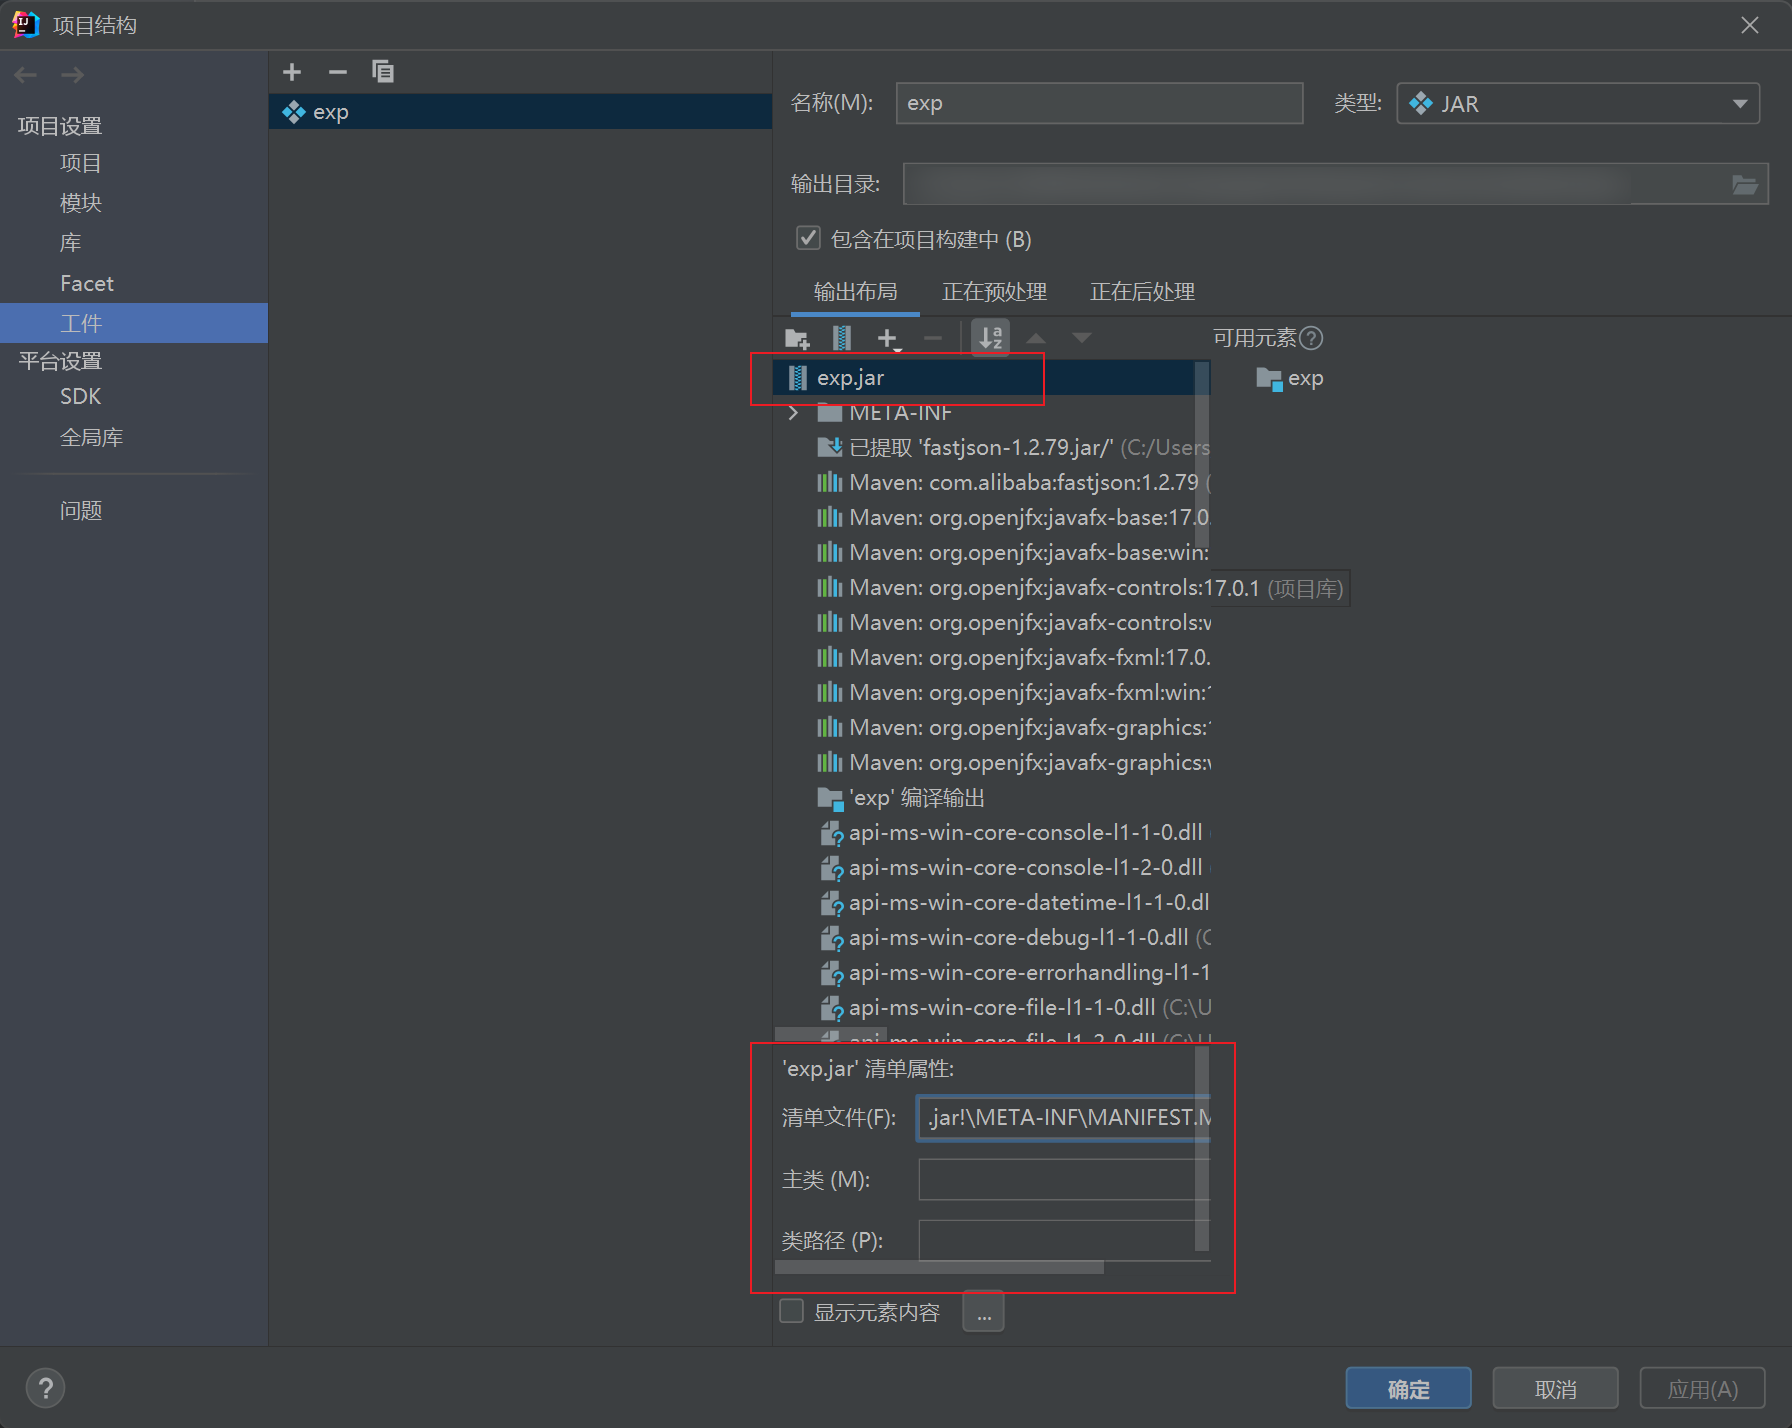 项目结构
项目设置
项目
模块
库
Facet
工件
平台设置
SDK
全局库
问题
exp
名称(M):
exp
类型:
JAR
输出目录:
包含在项目构建中 (B)
输出布局
正在预处理
正在后处理
可用元素
exp.jar
META-INF
已提取 'fastjson-1.2.79.jar/' (C:/Users
Maven: com.alibaba:fastjson:1.2.79 (
Maven: org.openjfx:javafx-base:17.0.
Maven: org.openjfx:javafx-base:win:
Maven: org.openjfx:javafx-controls:17.0.1 (项目库)
Maven: org.openjfx:javafx-controls:w
Maven: org.openjfx:javafx-fxml:17.0.
Maven: org.openjfx:javafx-fxml:win:1
Maven: org.openjfx:javafx-graphics:1
Maven: org.openjfx:javafx-graphics:w
'exp' 编译输出
api-ms-win-core-console-l1-1-0.dll
api-ms-win-core-console-l1-2-0.dll
api-ms-win-core-datetime-l1-1-0.dl
api-ms-win-core-debug-l1-1-0.dll (C
api-ms-win-core-errorhandling-l1-1
api-ms-win-core-file-l1-1-0.dll (C:\U
api-ms-win-core-file-l1-2-0.dll (C:\U
exp
'exp.jar' 清单属性:
清单文件(F):
.jar!\META-INF\MANIFEST.M
主类 (M):
类路径 (P):
显示元素内容
...
?
确定
取消
应用(A)